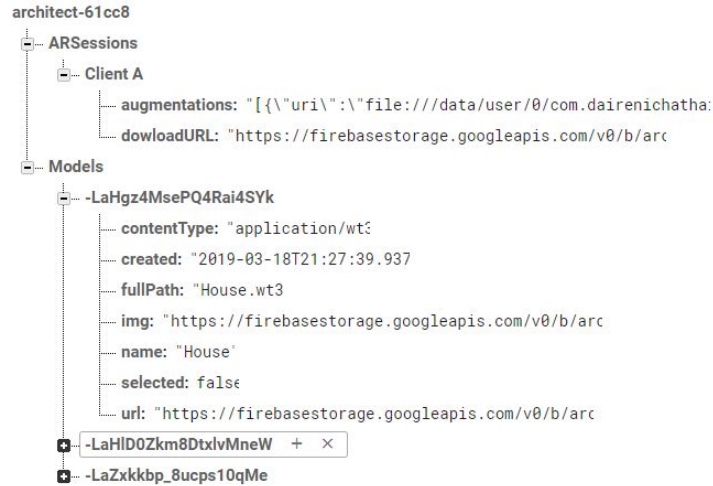 architect-61cc8
ARSessions
Client A
augmentations: "[{\"uri\":\"file:///data/user/0/com.dairenichatha
dowloadURL: "https://firebasestorage.googleapis.com/v0/b/arc
Models
-LaHgz4MsePQ4Rai4SYk
contentType: "application/wt3
created: "2019-03-18T21:27:39.937
fullPath: "House.wt3
img: "https://firebasestorage.googleapis.com/v0/b/arc
name: "House'
selected: false
url: "https://firebasestorage.googleapis.com/v0/b/arc
-LaHlD0Zkm8DtxlvMneW + ×
-LaZxkkbp_8ucps10qMe